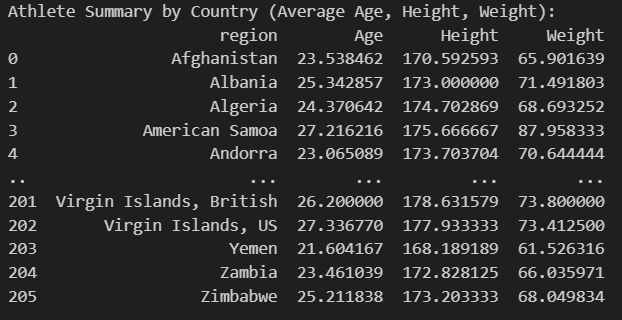 Athlete Summary by Country (Average Age, Height, Weight):
region Age Height Weight
0 Afghanistan 23.538462 170.592593 65.901639
1 Albania 25.342857 173.000000 71.491803
2 Algeria 24.370642 174.702869 68.693252
3 American Samoa 27.216216 175.666667 87.958333
4 Andorra 23.065089 173.703704 70.644444
.. ... ... ... ...
201 Virgin Islands, British 26.200000 178.631579 73.800000
202 Virgin Islands, US 27.336770 177.933333 73.412500
203 Yemen 21.604167 168.189189 61.526316
204 Zambia 23.461039 172.828125 66.035971
205 Zimbabwe 25.211838 173.203333 68.049834